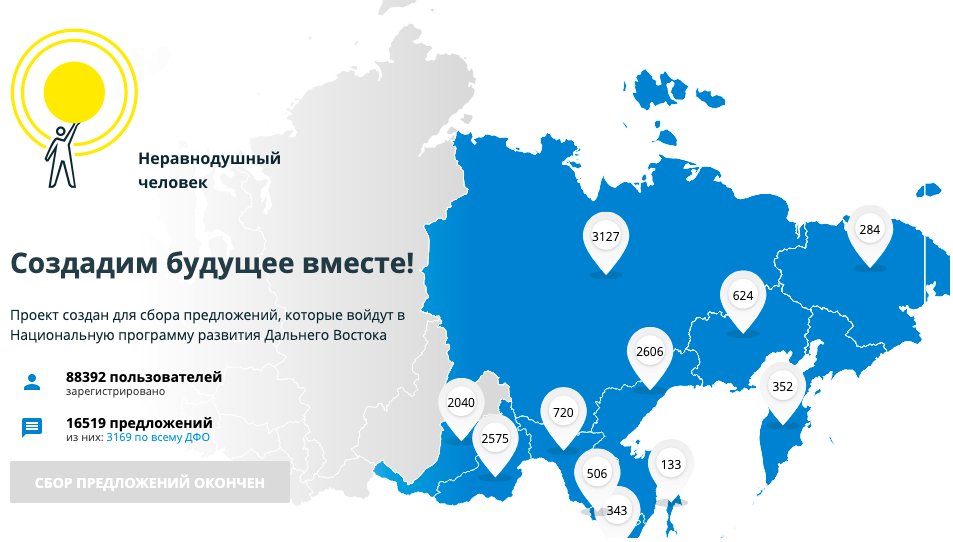 Неравнодушный
человек
Создадим будущее вместе!
Проект создан для сбора предложений, которые войдут в
Национальную программу развития Дальнего Востока
88392 пользователей
зарегистрировано
16519 предложений
из них: 3169 по всему ДФО
СБОР ПРЕДЛОЖЕНИЙ ОКОНЧЕН
284
3127
624
2606
352
2040
720
2575
133
506
343